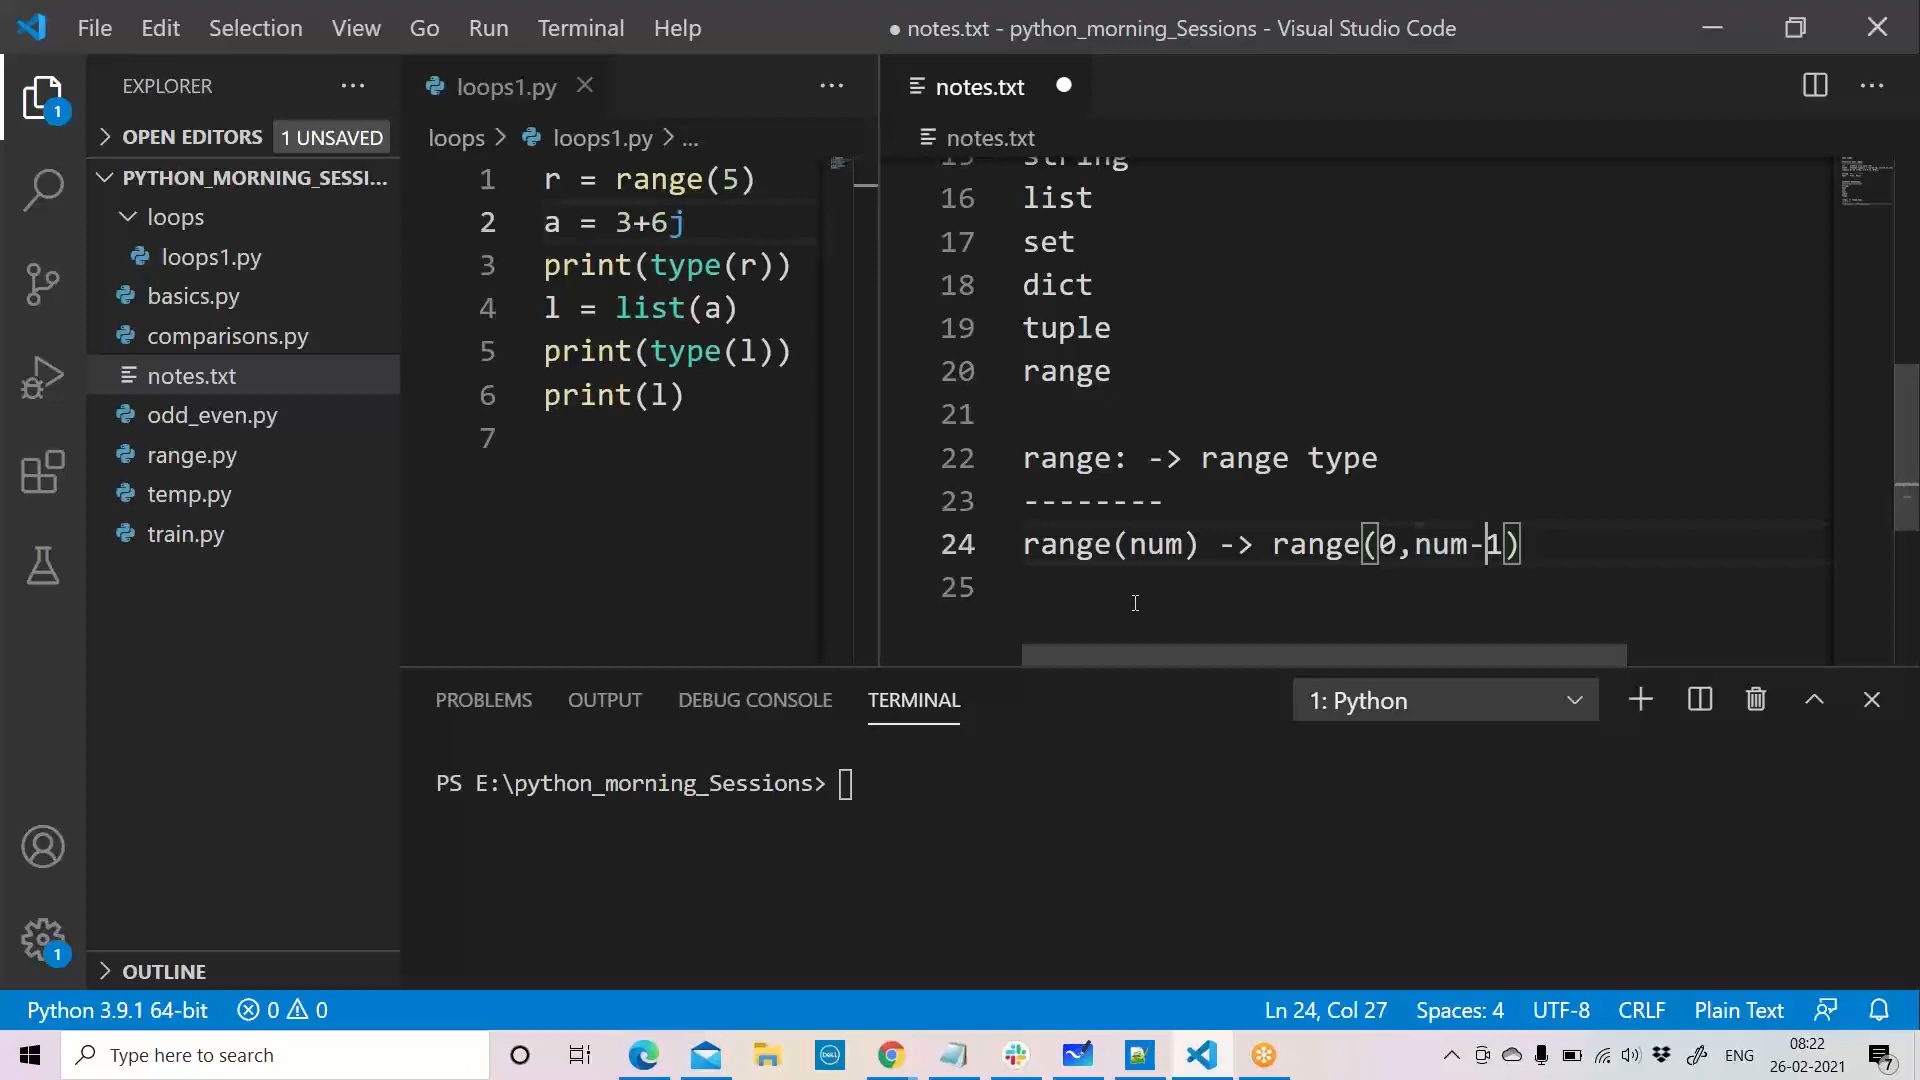 File Edit Selection View Go Run Terminal Help
● notes.txt - python_morning_Sessions - Visual Studio Code
EXPLORER
OPEN EDITORS 1 UNSAVED
PYTHON_MORNING_SESSI...
loops
loops1.py
basics.py
comparisons.py
notes.txt
odd_even.py
range.py
temp.py
train.py
OUTLINE
1
1
loops1.py
loops > loops1.py > ...
1 r = range(5)
2 a = 3+6j
3 print(type(r))
4 l = list(a)
5 print(type(l))
6 print(l)
7
notes.txt
notes.txt
15 string
16 list
17 set
18 dict
19 tuple
20 range
21
22 range: -> range type
23 --------
24 range(num) -> range(0,num-1)
25
PROBLEMS OUTPUT DEBUG CONSOLE TERMINAL 1: Python
PS E:\python_morning_Sessions>
Python 3.9.1 64-bit 0 0 Ln 24, Col 27 Spaces: 4 UTF-8 CRLF Plain Text
Type here to search
DELL
ENG
08:22
26-02-2021
7